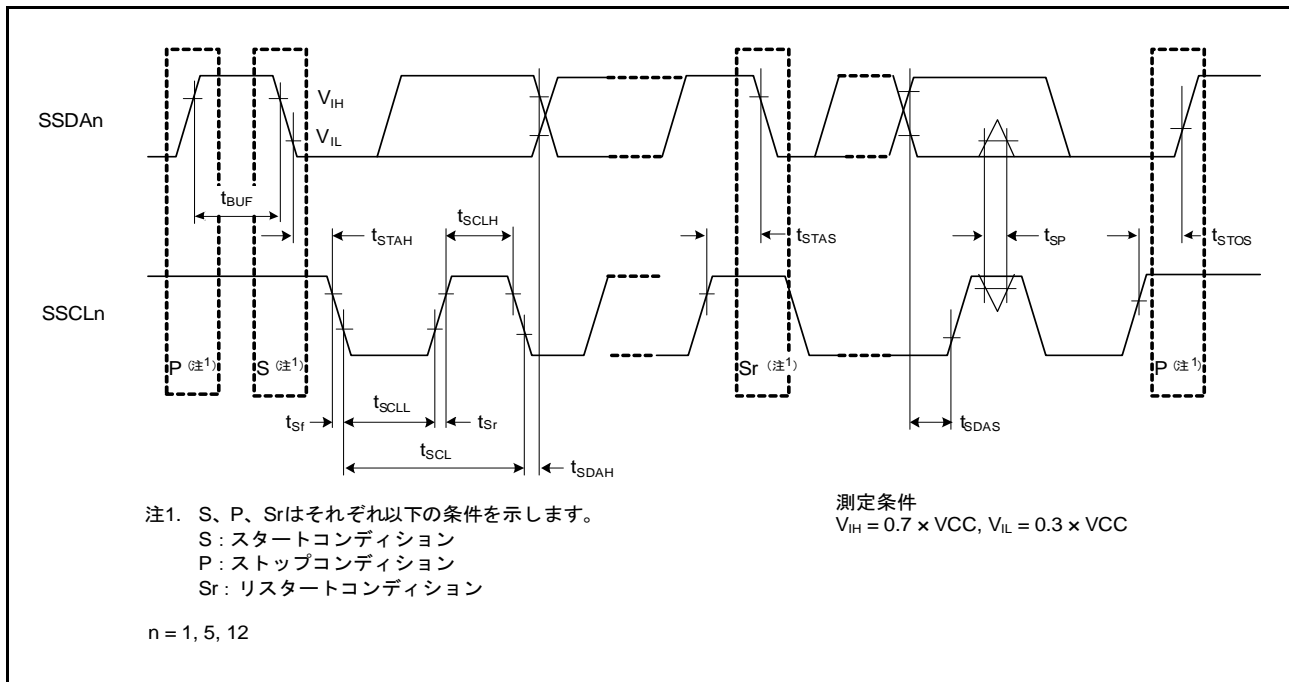 SSDAn
VIH
VIL
tBUF
tSTAH
tSCLH
tSTAS
tSP
tSTOS
SSCLn
P（注1）
S（注1）
Sr（注1）
P（注1）
tSf
tSCLL
tSr
tSCL
tSDAH
tSDAS
注1. S、P、Srはそれぞれ以下の条件を示します。
S：スタートコンディション
P：ストップコンディション
Sr：リスタートコンディション
n = 1, 5, 12
測定条件
VIH = 0.7 × VCC, VIL = 0.3 × VCC